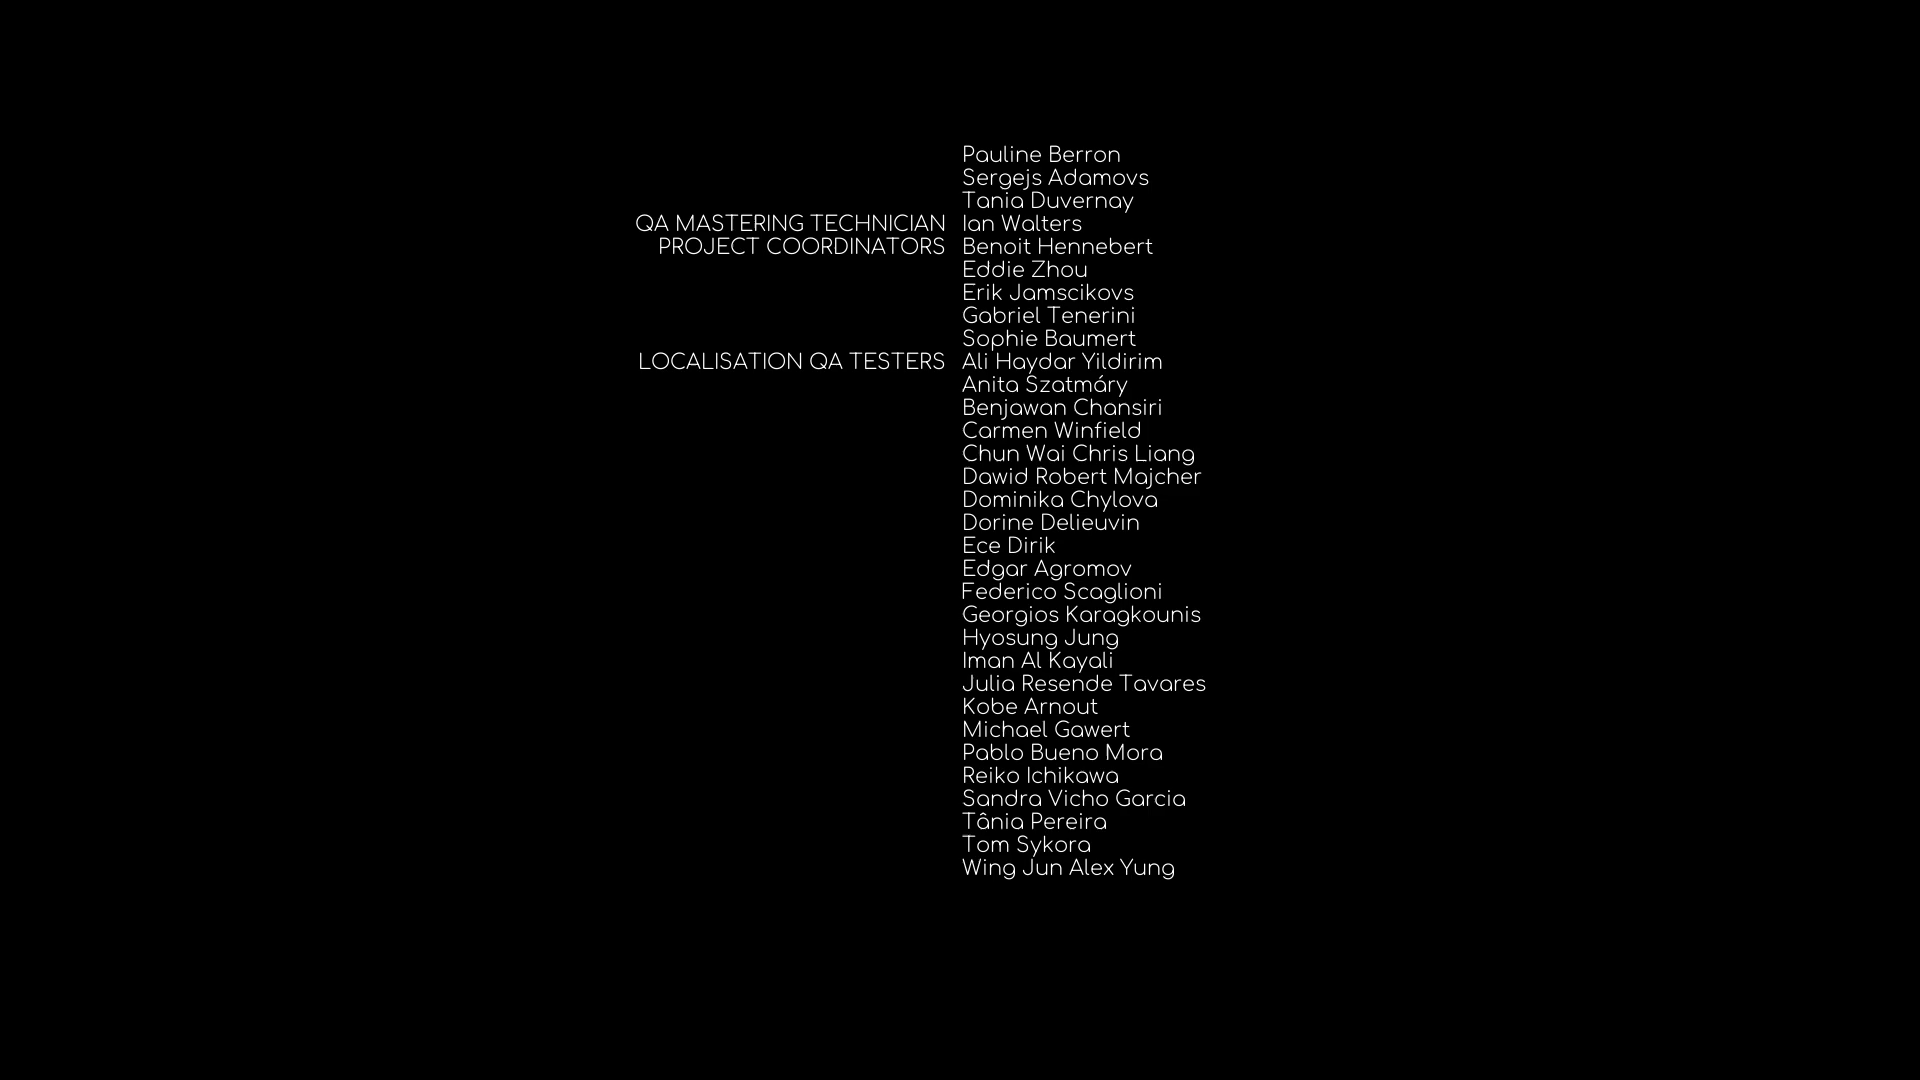 Pauline Berron
Sergejs Adamovs
Tania Duvernay
QA MASTERING TECHNICIAN Ian Walters
PROJECT COORDINATORS Benoit Hennebert
Eddie Zhou
Erik Jamscikovs
Gabriel Tenerini
Sophie Baumert
LOCALISATION QA TESTERS Ali Haydar Yildirim
Anita Szatmáry
Benjawan Chansiri
Carmen Winfield
Chun Wai Chris Liang
Dawid Robert Majcher
Dominika Chylova
Dorine Delieuvin
Ece Dirik
Edgar Agromov
Federico Scaglioni
Georgios Karagkounis
Hyosung Jung
Iman Al Kayali
Julia Resende Tavares
Kobe Arnout
Michael Gawert
Pablo Bueno Mora
Reiko Ichikawa
Sandra Vicho Garcia
Tânia Pereira
Tom Sykora
Wing Jun Alex Yung